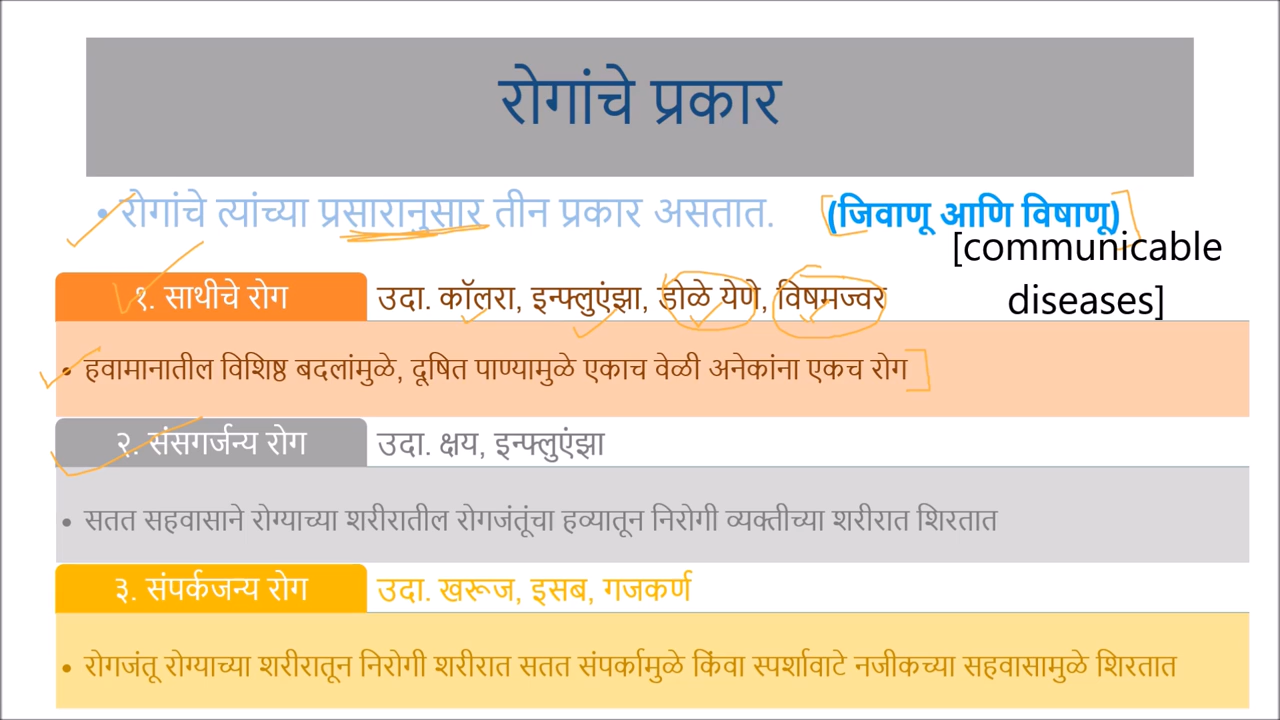 रोगांचे प्रकार
• रोगांचे त्यांच्या प्रसारानुसार तीन प्रकार असतात. (जिवाणू आणि विषाणू)
[communicable
diseases]
१. साथीचे रोग उदा. कॉलरा, इन्फ्लुएंझा, डोळे येणे, विषमज्वर
• हवामानातील विशिष्ठ बदलांमुळे, दूषित पाण्यामुळे एकाच वेळी अनेकांना एकच रोग
२. संसगर्जन्य रोग उदा. क्षय, इन्फ्लुएंझा
• सतत सहवासाने रोग्याच्या शरीरातील रोगजंतूंचा हव्यातून निरोगी व्यक्तीच्या शरीरात शिरतात
३. संपर्कजन्य रोग उदा. खरूज, इसब, गजकर्ण
• रोगजंतू रोग्याच्या शरीरातून निरोगी शरीरात सतत संपर्कामुळे किंवा स्पर्शावाटे नजीकच्या सहवासामुळे शिरतात